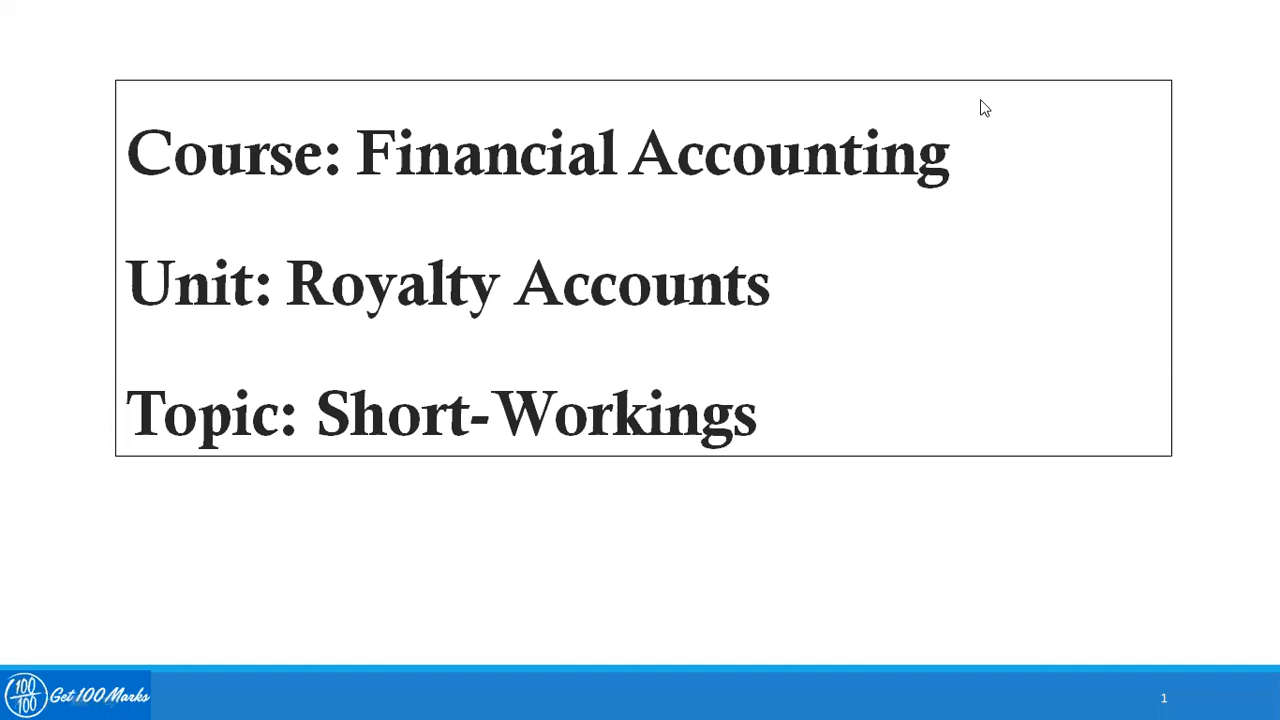 Course: Financial Accounting
Unit: Royalty Accounts
Topic: Short-Workings
100
100
Get 100 Marks
1